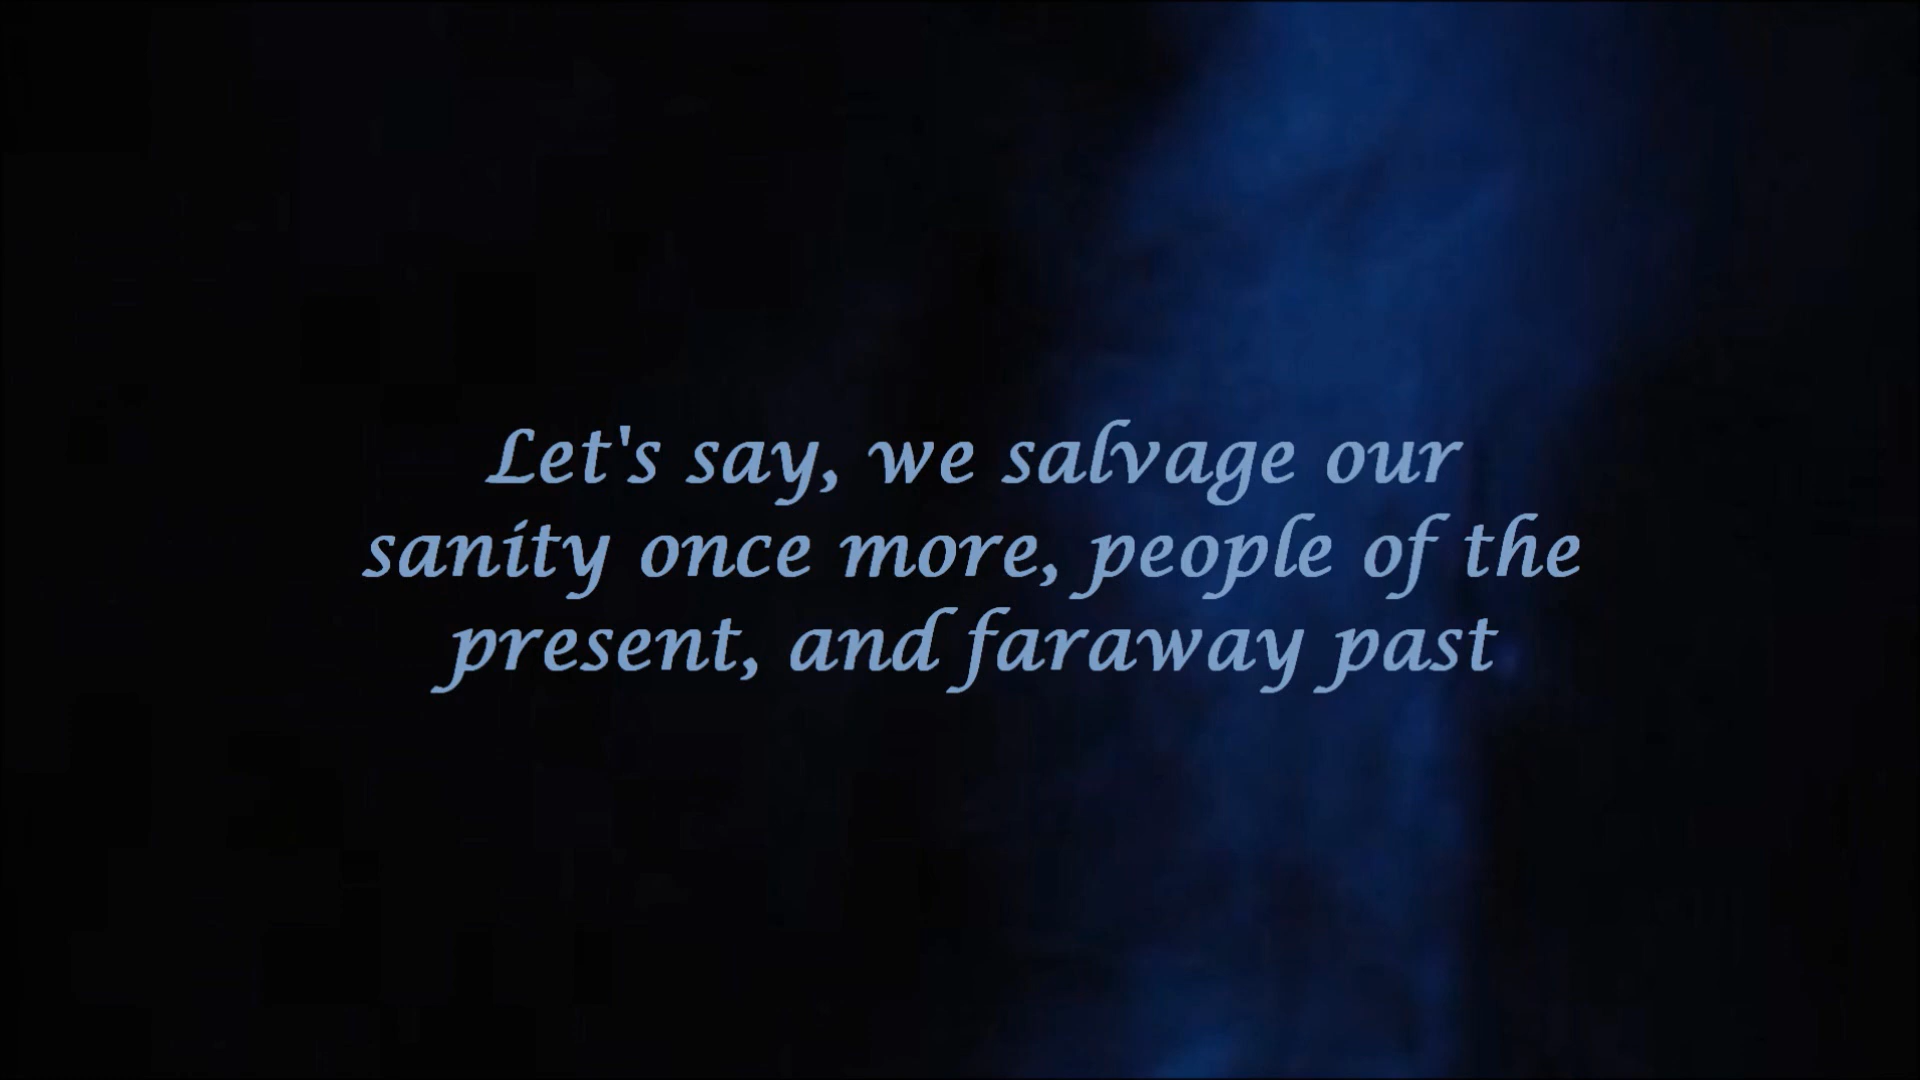 Let's say, we salvage our
sanity once more, people of the
present, and faraway past